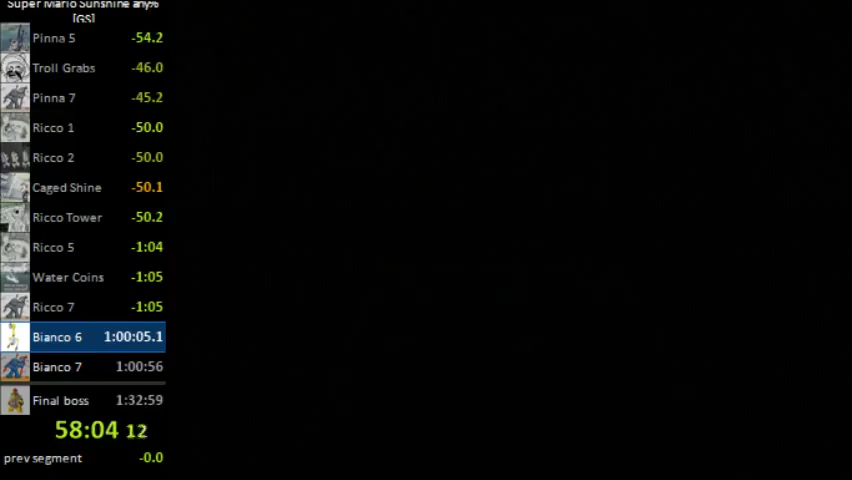 Super Mario Sunshine any%
[GS]
Pinna 5 -54.2
Troll Grabs -46.0
Pinna 7 -45.2
Ricco 1 -50.0
Ricco 2 -50.0
Caged Shine -50.1
Ricco Tower -50.2
Ricco 5 -1:04
Water Coins -1:05
Ricco 7 -1:05
Bianco 6 1:00:05.1
Bianco 7 1:00:56
Final boss 1:32:59
58:04 12
prev segment -0.0